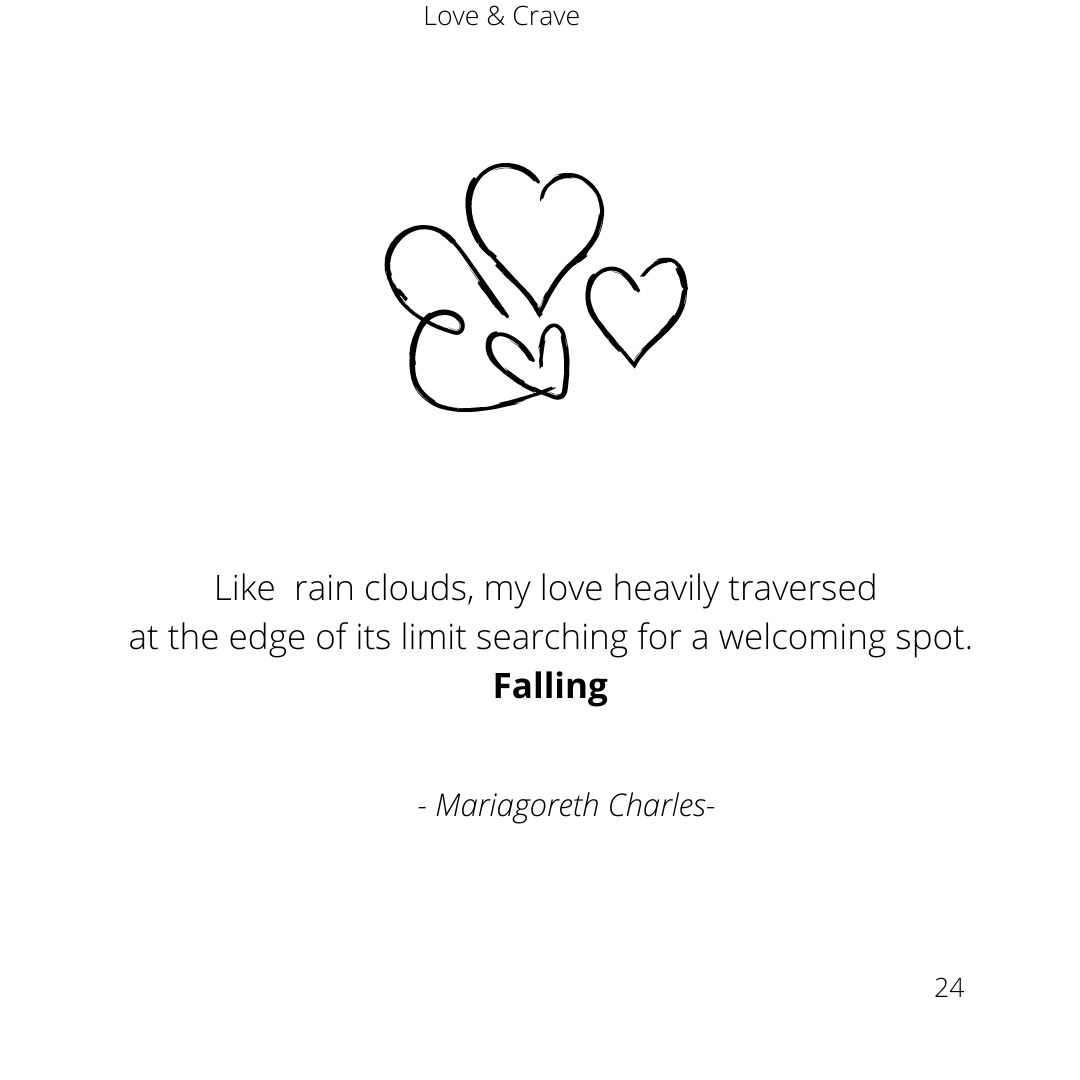 Love & Crave
Like  rain clouds, my love heavily traversed
at the edge of its limit searching for a welcoming spot.
Falling
- Mariagoreth Charles-
24